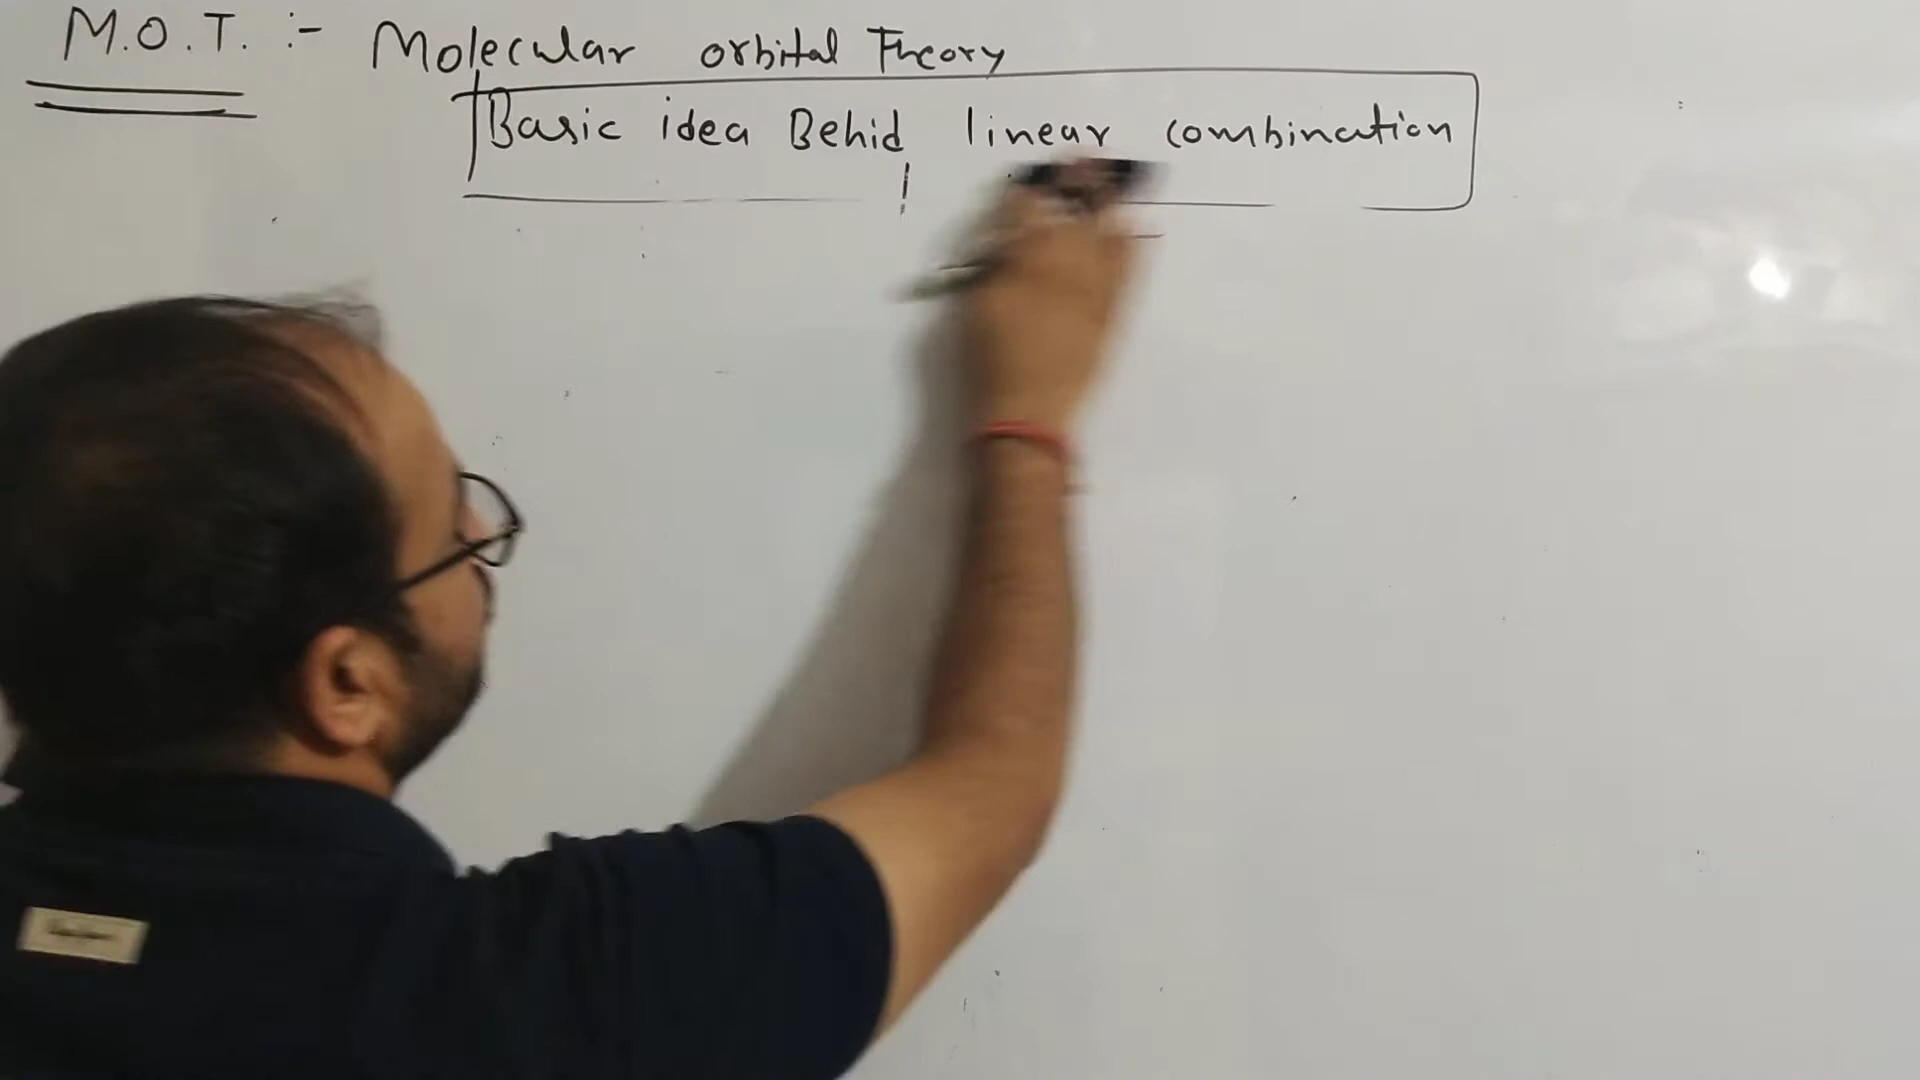 M.O.T. :- Molecular orbital Theory
Basic idea Behid linear combination